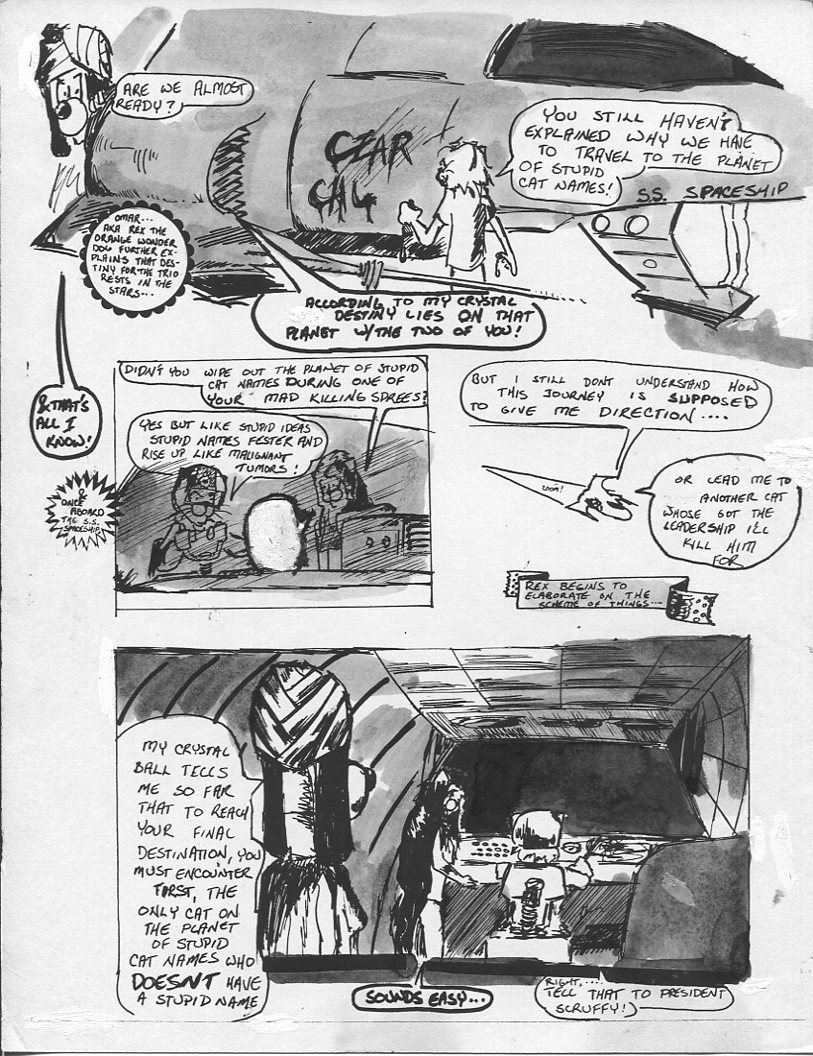 ARE WE ALMOST
READY?
YOU STILL HAVEN'T
EXPLAINED WHY WE HAVE
TO TRAVEL TO THE PLANET
OF STUPID
CAT NAMES!
CZAR
S.S. SPACESHIP
OMAR...
AKA REX THE
ORANGE WONDER
DOG FURTHER EX-
PLAINS THAT DES-
TINY FOR THE TRIO
RESTS IN THE
STARS...
ACCORDING TO MY CRYSTAL
DESTINY LIES ON THAT
PLANET W/THE TWO OF YOU!
& THAT'S
ALL I
KNOW!
DIDN'T YOU WIPE OUT THE PLANET OF STUPID
CAT NAMES DURING ONE OF
YOUR MAD KILLING SPREES?
YES BUT LIKE STUPID IDEAS
STUPID NAMES FESTER AND
RISE UP LIKE MALIGNANT
TUMORS!
&
ONCE
ABOARD
THE S.S.
SPACESHIP
BUT I STILL DONT UNDERSTAND HOW
THIS JOURNEY IS SUPPOSED
TO GIVE ME DIRECTION....
OR LEAD ME TO
ANOTHER CAT
WHOSE GOT THE
LEADERSHIP I'LL
KILL HIM
FOR
REX BEGINS TO
ELABORATE ON THE
SCHEME OF THINGS...
MY CRYSTAL
BALL TELLS
ME SO FAR
THAT TO REACH
YOUR FINAL
DESTINATION, YOU
MUST ENCOUNTER
FIRST, THE
ONLY CAT ON
THE PLANET
OF STUPID
CAT NAMES WHO
DOESN'T HAVE
A STUPID NAME
SOUNDS EASY...
RIGHT,....
TELL THAT TO PRESIDENT
SCRUFFY!